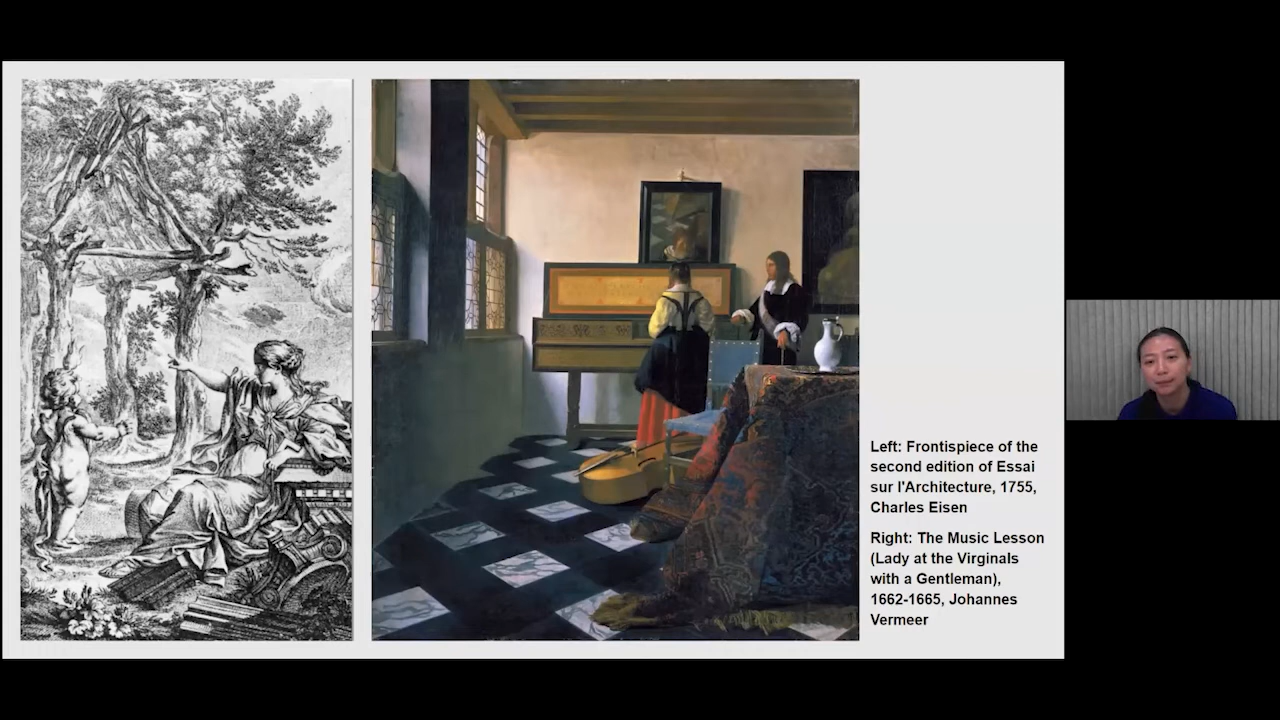 Left: Frontispiece of the
second edition of Essai
sur l'Architecture, 1755,
Charles Eisen
Right: The Music Lesson
(Lady at the Virginals
with a Gentleman),
1662-1665, Johannes
Vermeer